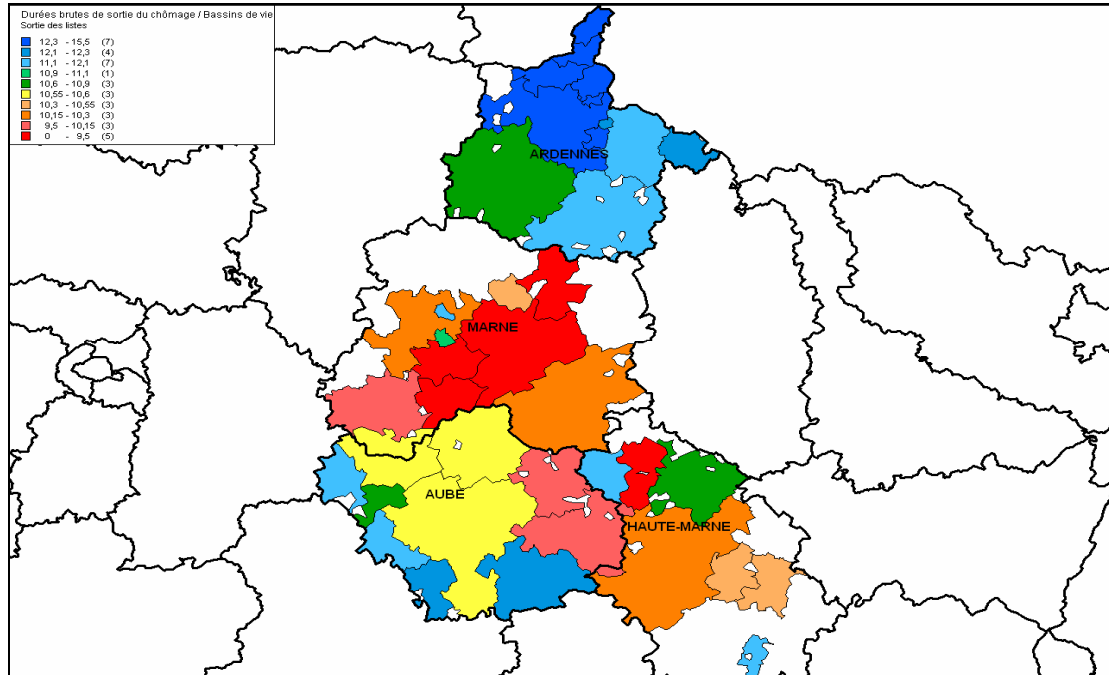 Durées brutes de sortie du chômage / Bassins de vie
Sortie des listes
12,3 - 15,5 (7)
12,1 - 12,3 (4)
11,1 - 12,1 (7)
10,9 - 11,1 (1)
10,6 - 10,9 (3)
10,55 - 10,6 (3)
10,3 - 10,55 (3)
10,15 - 10,3 (3)
9,5 - 10,15 (3)
0 - 9,5 (5)
ARDENNES
MARNE
AUBE
HAUTE-MARNE